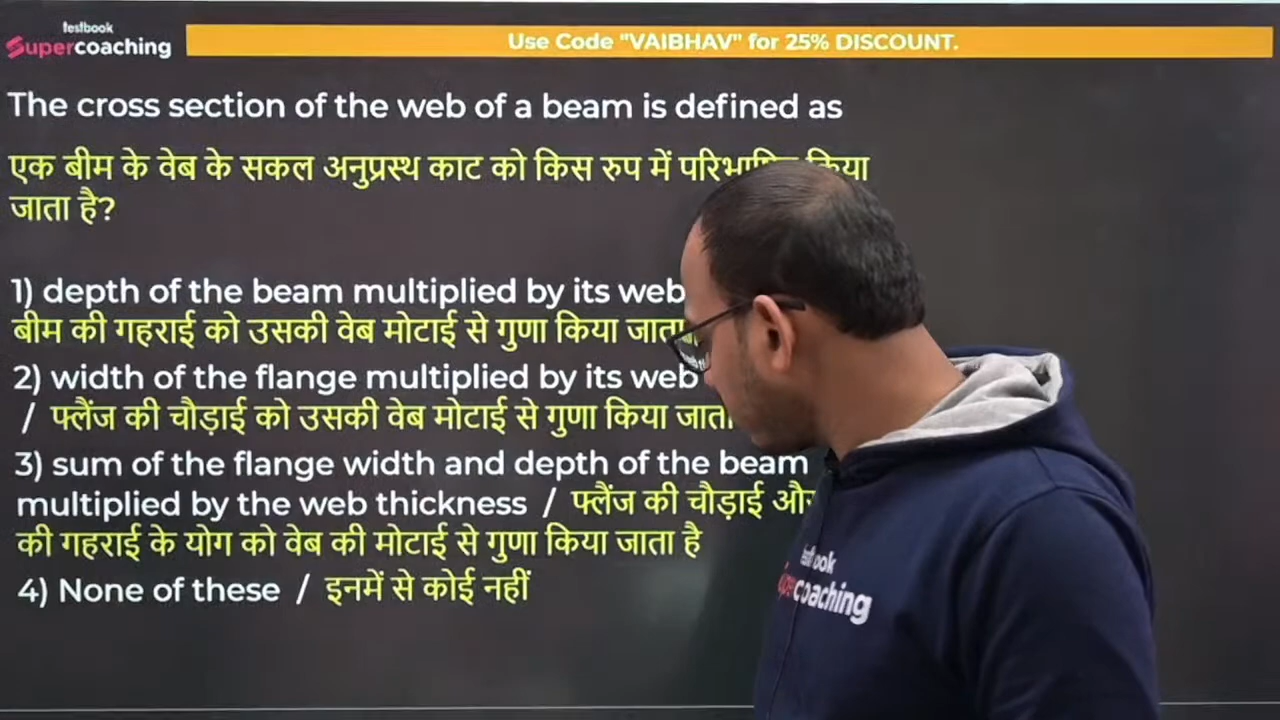 testbook
Supercoaching
Use Code "VAIBHAV" for 25% DISCOUNT.
The cross section of the web of a beam is defined as
एक बीम के वेब के सकल अनुप्रस्थ काट को किस रुप में किया
जाता है?
1) depth of the beam multiplied by its web
बीम की गहराई को उसकी वेब मोटाई से गुणा किया जाता
2) width of the flange multiplied by its web
/ फ्लैंज की चौड़ाई को उसकी वेब मोटाई से गुणा किया
3) sum of the flange width and depth of the beam
multiplied by the web thickness / फ्लैंज की चौड़ाई
की गहराई के योग को वेब की मोटाई से गुणा किया जाता है
4) None of these / इनमें से कोई नहीं
testbook
coaching